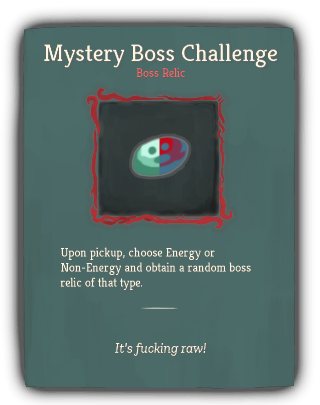 Mystery Boss Challenge
Boss Relic
Upon pickup, choose Energy or
Non-Energy and obtain a random boss
relic of that type.
It's fucking raw!